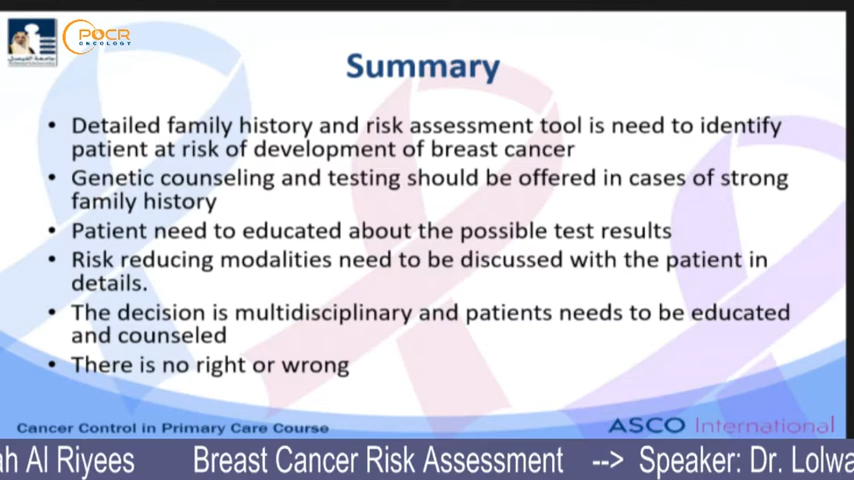 POCR
ONCOLOGY
Summary
• Detailed family history and risk assessment tool is need to identify
patient at risk of development of breast cancer
• Genetic counseling and testing should be offered in cases of strong
family history
• Patient need to educated about the possible test results
• Risk reducing modalities need to be discussed with the patient in
details.
• The decision is multidisciplinary and patients needs to be educated
and counseled
• There is no right or wrong
Cancer Control in Primary Care Course
ASCO International
ah Al Riyees Breast Cancer Risk Assessment --> Speaker: Dr. Lolwa